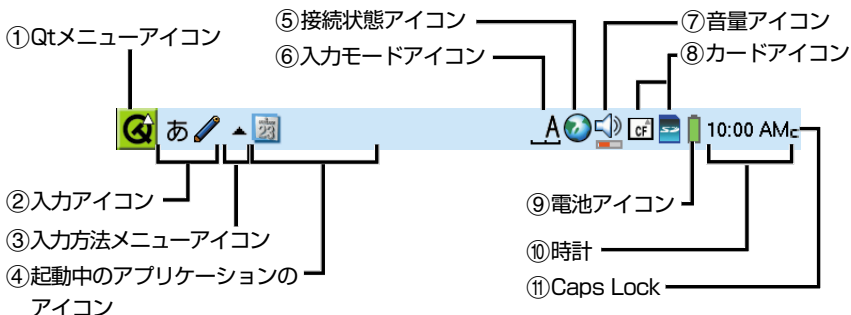 ⑤接続状態アイコン
⑦音量アイコン
①Qtメニューアイコン
⑥入力モードアイコン
⑧カードアイコン
あ
23
A
CF
SD
10:00 AM
c
②入力アイコン
⑨電池アイコン
③入力方法メニューアイコン
⑩時計
④起動中のアプリケーションの
アイコン
⑪Caps Lock